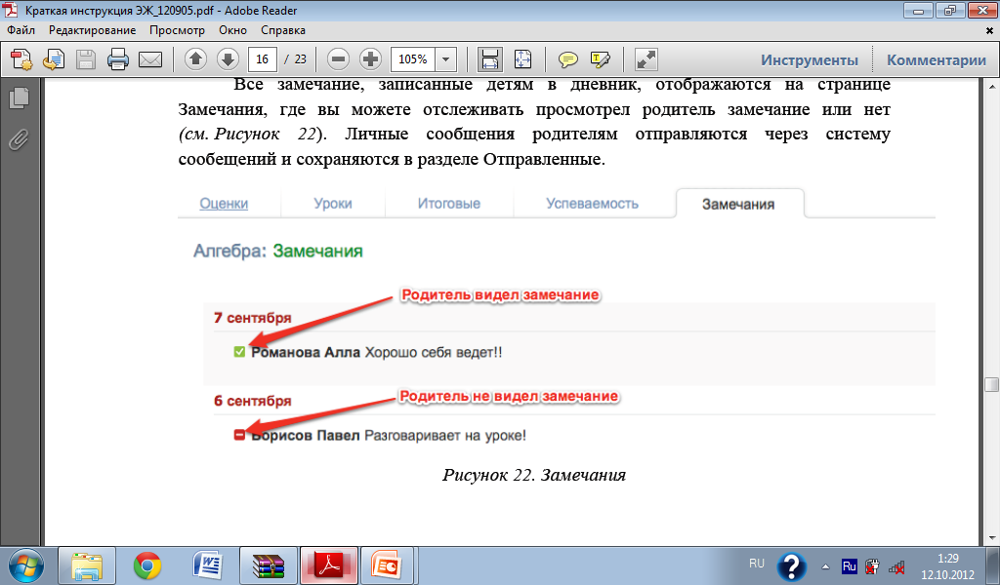 Краткая инструкция ЭЖ_120905.pdf - Adobe Reader
Файл Редактирование Просмотр Окно Справка
16 / 23 105% Инструменты Комментарии
Все замечание, записанные детям в дневник, отображаются на странице
Замечания, где вы можете отслеживать просмотрел родитель замечание или нет
(см. Рисунок 22). Личные сообщения родителям отправляются через систему
сообещений и сохраняются в разделе Отправленные.
Оценки Уроки Итоговые Успеваемость Замечания
Алгебра: Замечания
Родитель видел замечание
7 сентября
Романова Алла Хорошо себя ведет!!
Родитель не видел замечание
6 сентября
Борисов Павел Разговаривает на уроке!
Рисунок 22. Замечания
RU Ru 1:29
12.10.2012